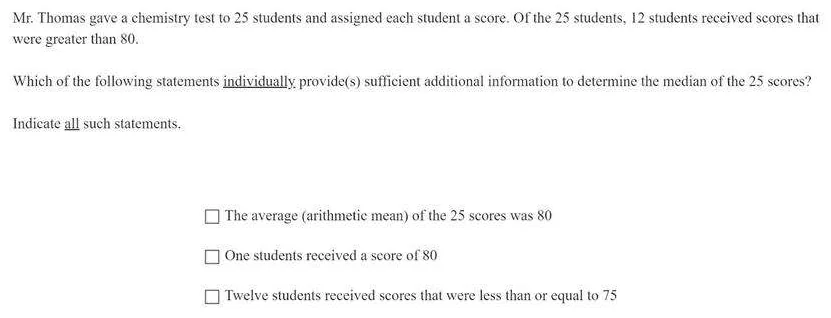 Mr. Thomas gave a chemistry test to 25 students and assigned each student a score. Of the 25 students, 12 students received scores that
were greater than 80.
Which of the following statements individually provide(s) sufficient additional information to determine the median of the 25 scores?
Indicate all such statements.
The average (arithmetic mean) of the 25 scores was 80
One students received a score of 80
Twelve students received scores that were less than or equal to 75